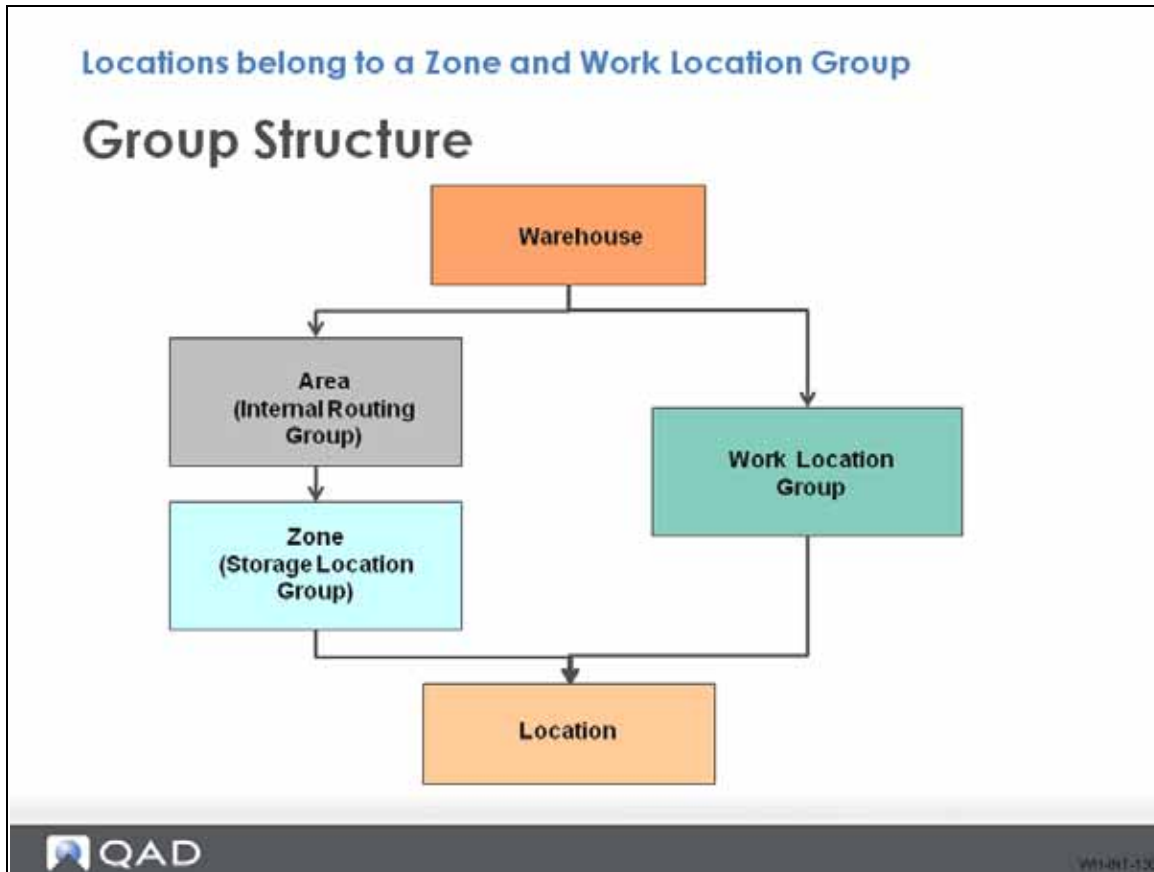 Locations belong to a Zone and Work Location Group
Group Structure
Warehouse
Area
(Internal Routing
Group)
Work Location
Group
Zone
(Storage Location
Group)
Location
QAD